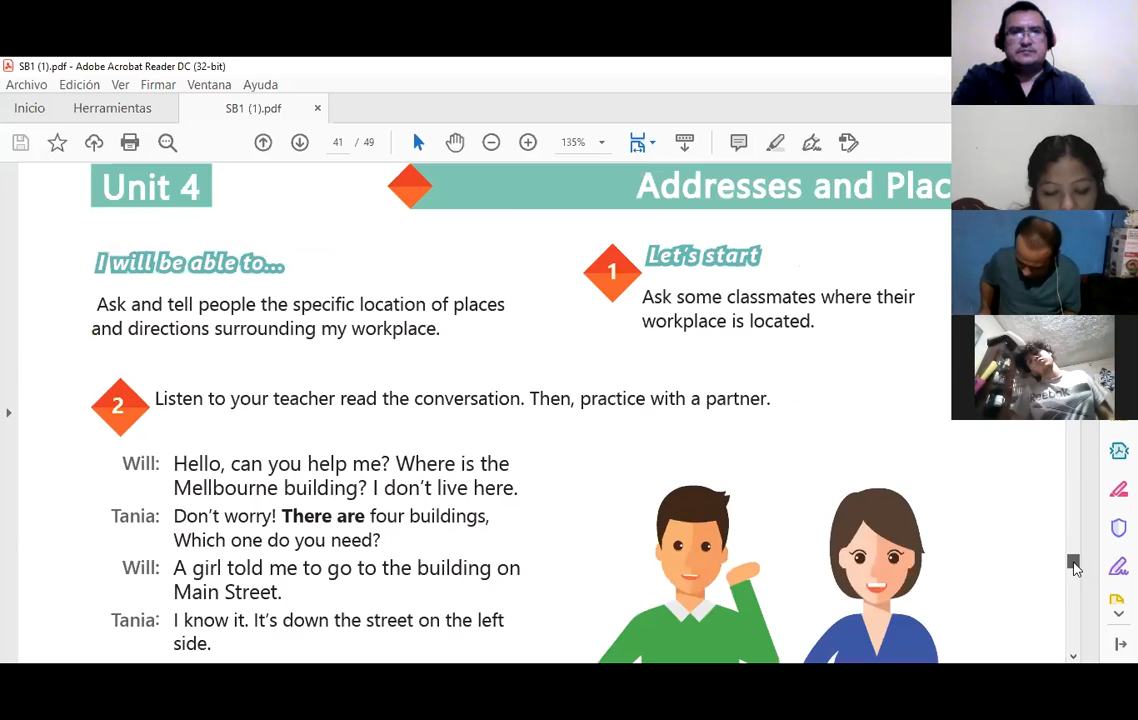 SB1 (1).pdf - Adobe Acrobat Reader DC (32-bit)
Archivo Edición Ver Firmar Ventana Ayuda
Inicio Herramientas SB1 (1).pdf ×
41 / 49 135%
Unit 4
Addresses and Plac
I will be able to...
Ask and tell people the specific location of places
and directions surrounding my workplace.
1 Let's start
Ask some classmates where their
workplace is located.
2 Listen to your teacher read the conversation. Then, practice with a partner.
Will: Hello, can you help me? Where is the
Mellbourne building? I don't live here.
Tania: Don't worry! There are four buildings,
Which one do you need?
Will: A girl told me to go to the building on
Main Street.
Tania: I know it. It's down the street on the left
side.